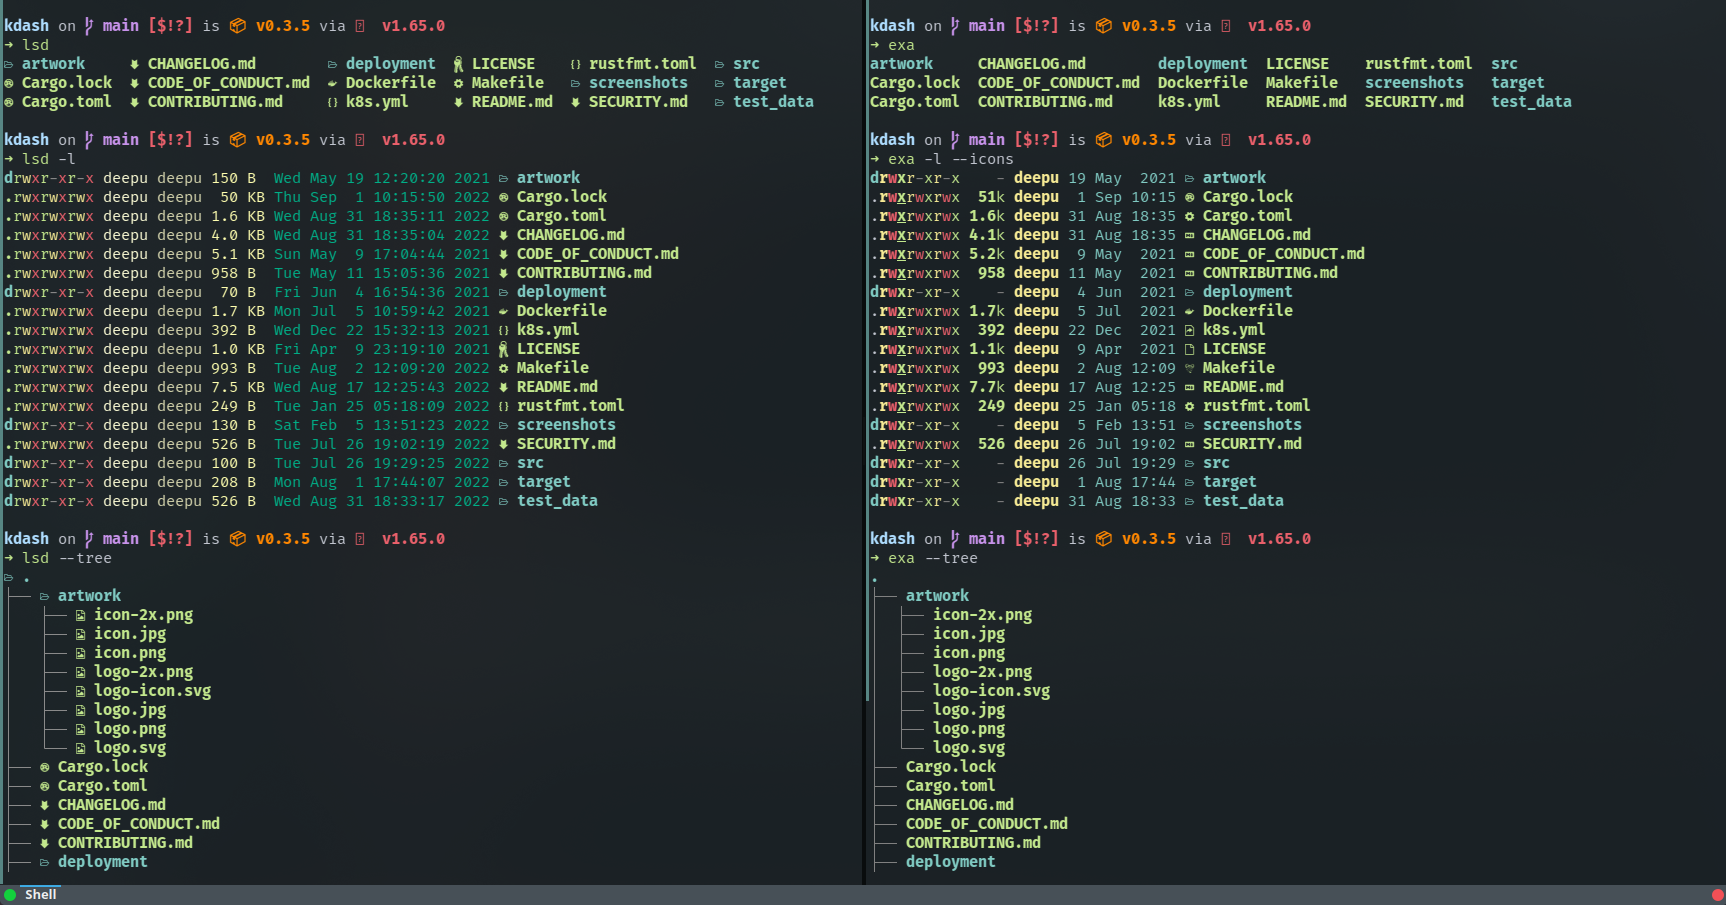 kdash on main [$!?] is v0.3.5 via v1.65.0
➜ lsd
artwork CHANGELOG.md deployment LICENSE rustfmt.toml src
Cargo.lock CODE_OF_CONDUCT.md Dockerfile Makefile screenshots target
Cargo.toml CONTRIBUTING.md k8s.yml README.md SECURITY.md test_data
kdash on main [$!?] is v0.3.5 via v1.65.0
➜ lsd -l
drwxr-xr-x deepu deepu 150 B Wed May 19 12:20:20 2021 artwork
.rwxrwxrwx deepu deepu 50 KB Thu Sep 1 10:15:50 2022 Cargo.lock
.rwxrwxrwx deepu deepu 1.6 KB Wed Aug 31 18:35:11 2022 Cargo.toml
.rwxrwxrwx deepu deepu 4.0 KB Wed Aug 31 18:35:04 2022 CHANGELOG.md
.rwxrwxrwx deepu deepu 5.1 KB Sun May 9 17:04:44 2021 CODE_OF_CONDUCT.md
.rwxrwxrwx deepu deepu 958 B Tue May 11 15:05:36 2021 CONTRIBUTING.md
drwxr-xr-x deepu deepu 70 B Fri Jun 4 16:54:36 2021 deployment
.rwxrwxrwx deepu deepu 1.7 KB Mon Jul 5 10:59:42 2021 Dockerfile
.rwxrwxrwx deepu deepu 392 B Wed Dec 22 15:32:13 2021 k8s.yml
.rwxrwxrwx deepu deepu 1.0 KB Fri Apr 9 23:19:10 2021 LICENSE
.rwxrwxrwx deepu deepu 993 B Tue Aug 2 12:09:20 2022 Makefile
.rwxrwxrwx deepu deepu 7.5 KB Wed Aug 17 12:25:43 2022 README.md
.rwxrwxrwx deepu deepu 249 B Tue Jan 25 05:18:09 2022 rustfmt.toml
drwxr-xr-x deepu deepu 130 B Sat Feb 5 13:51:23 2022 screenshots
.rwxrwxrwx deepu deepu 526 B Tue Jul 26 19:02:19 2022 SECURITY.md
drwxr-xr-x deepu deepu 100 B Tue Jul 26 19:29:25 2022 src
drwxr-xr-x deepu deepu 208 B Mon Aug 1 17:44:07 2022 target
drwxr-xr-x deepu deepu 526 B Wed Aug 31 18:33:17 2022 test_data
kdash on main [$!?] is v0.3.5 via v1.65.0
➜ lsd --tree
.
├── artwork
│   ├── icon-2x.png
│   ├── icon.jpg
│   ├── icon.png
│   ├── logo-2x.png
│   ├── logo-icon.svg
│   ├── logo.jpg
│   ├── logo.png
│   └── logo.svg
├── Cargo.lock
├── Cargo.toml
├── CHANGELOG.md
├── CODE_OF_CONDUCT.md
├── CONTRIBUTING.md
├── deployment
kdash on main [$!?] is v0.3.5 via v1.65.0
➜ exa
artwork CHANGELOG.md deployment LICENSE rustfmt.toml src
Cargo.lock CODE_OF_CONDUCT.md Dockerfile Makefile screenshots target
Cargo.toml CONTRIBUTING.md k8s.yml README.md SECURITY.md test_data
kdash on main [$!?] is v0.3.5 via v1.65.0
➜ exa -l --icons
drwxr-xr-x - deepu 19 May 2021 artwork
.rwxrwxrwx 51k deepu 1 Sep 10:15 Cargo.lock
.rwxrwxrwx 1.6k deepu 31 Aug 18:35 Cargo.toml
.rwxrwxrwx 4.1k deepu 31 Aug 18:35 CHANGELOG.md
.rwxrwxrwx 5.2k deepu 9 May 2021 CODE_OF_CONDUCT.md
.rwxrwxrwx 958 deepu 11 May 2021 CONTRIBUTING.md
drwxr-xr-x - deepu 4 Jun 2021 deployment
.rwxrwxrwx 1.7k deepu 5 Jul 2021 Dockerfile
.rwxrwxrwx 392 deepu 22 Dec 2021 k8s.yml
.rwxrwxrwx 1.1k deepu 9 Apr 2021 LICENSE
.rwxrwxrwx 993 deepu 2 Aug 12:09 Makefile
.rwxrwxrwx 7.7k deepu 17 Aug 12:25 README.md
.rwxrwxrwx 249 deepu 25 Jan 05:18 rustfmt.toml
drwxr-xr-x - deepu 5 Feb 13:51 screenshots
.rwxrwxrwx 526 deepu 26 Jul 19:02 SECURITY.md
drwxr-xr-x - deepu 26 Jul 19:29 src
drwxr-xr-x - deepu 1 Aug 17:44 target
drwxr-xr-x - deepu 31 Aug 18:33 test_data
kdash on main [$!?] is v0.3.5 via v1.65.0
➜ exa --tree
.
├── artwork
│   ├── icon-2x.png
│   ├── icon.jpg
│   ├── icon.png
│   ├── logo-2x.png
│   ├── logo-icon.svg
│   ├── logo.jpg
│   ├── logo.png
│   └── logo.svg
├── Cargo.lock
├── Cargo.toml
├── CHANGELOG.md
├── CODE_OF_CONDUCT.md
├── CONTRIBUTING.md
├── deployment
Shell